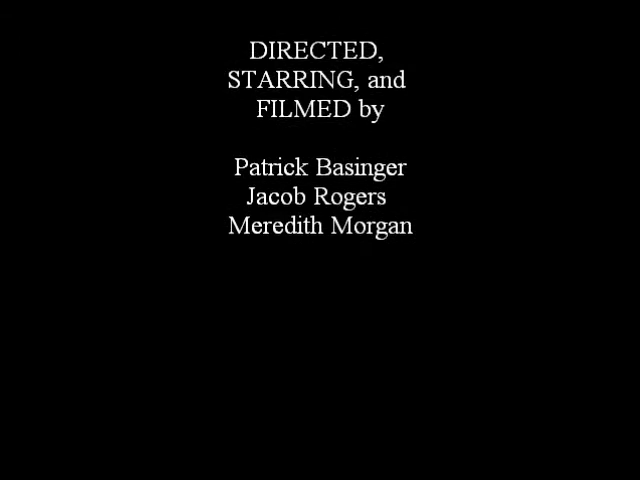 DIRECTED,
STARRING, and
FILMED by
Patrick Basinger
Jacob Rogers
Meredith Morgan